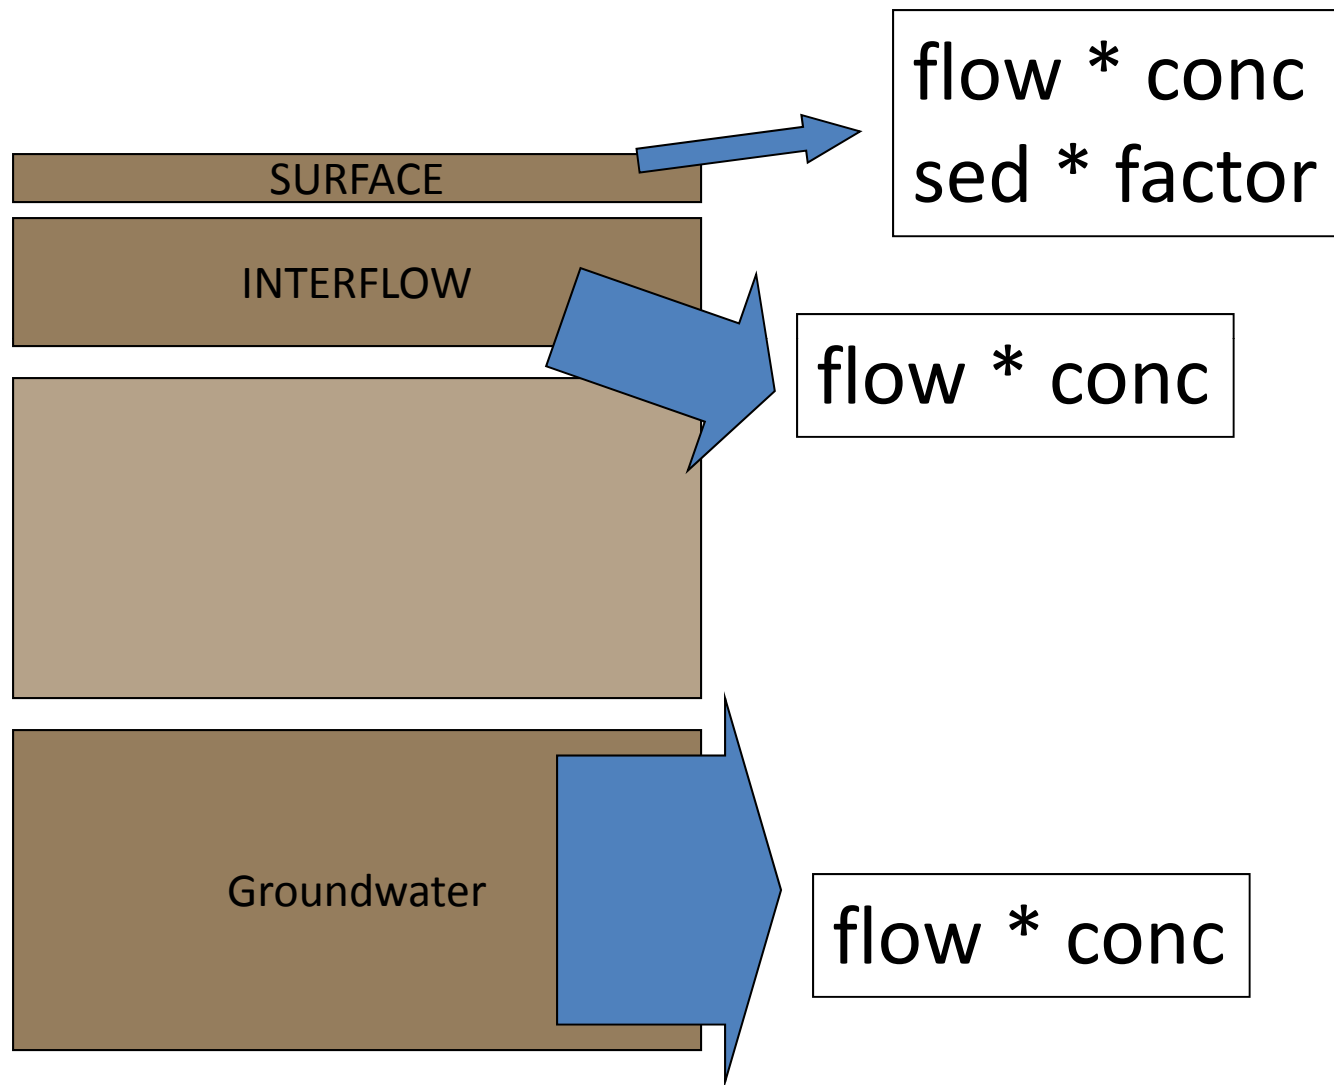 flow * conc
sed * factor
SURFACE
INTERFLOW
flow * conc
Groundwater
flow * conc